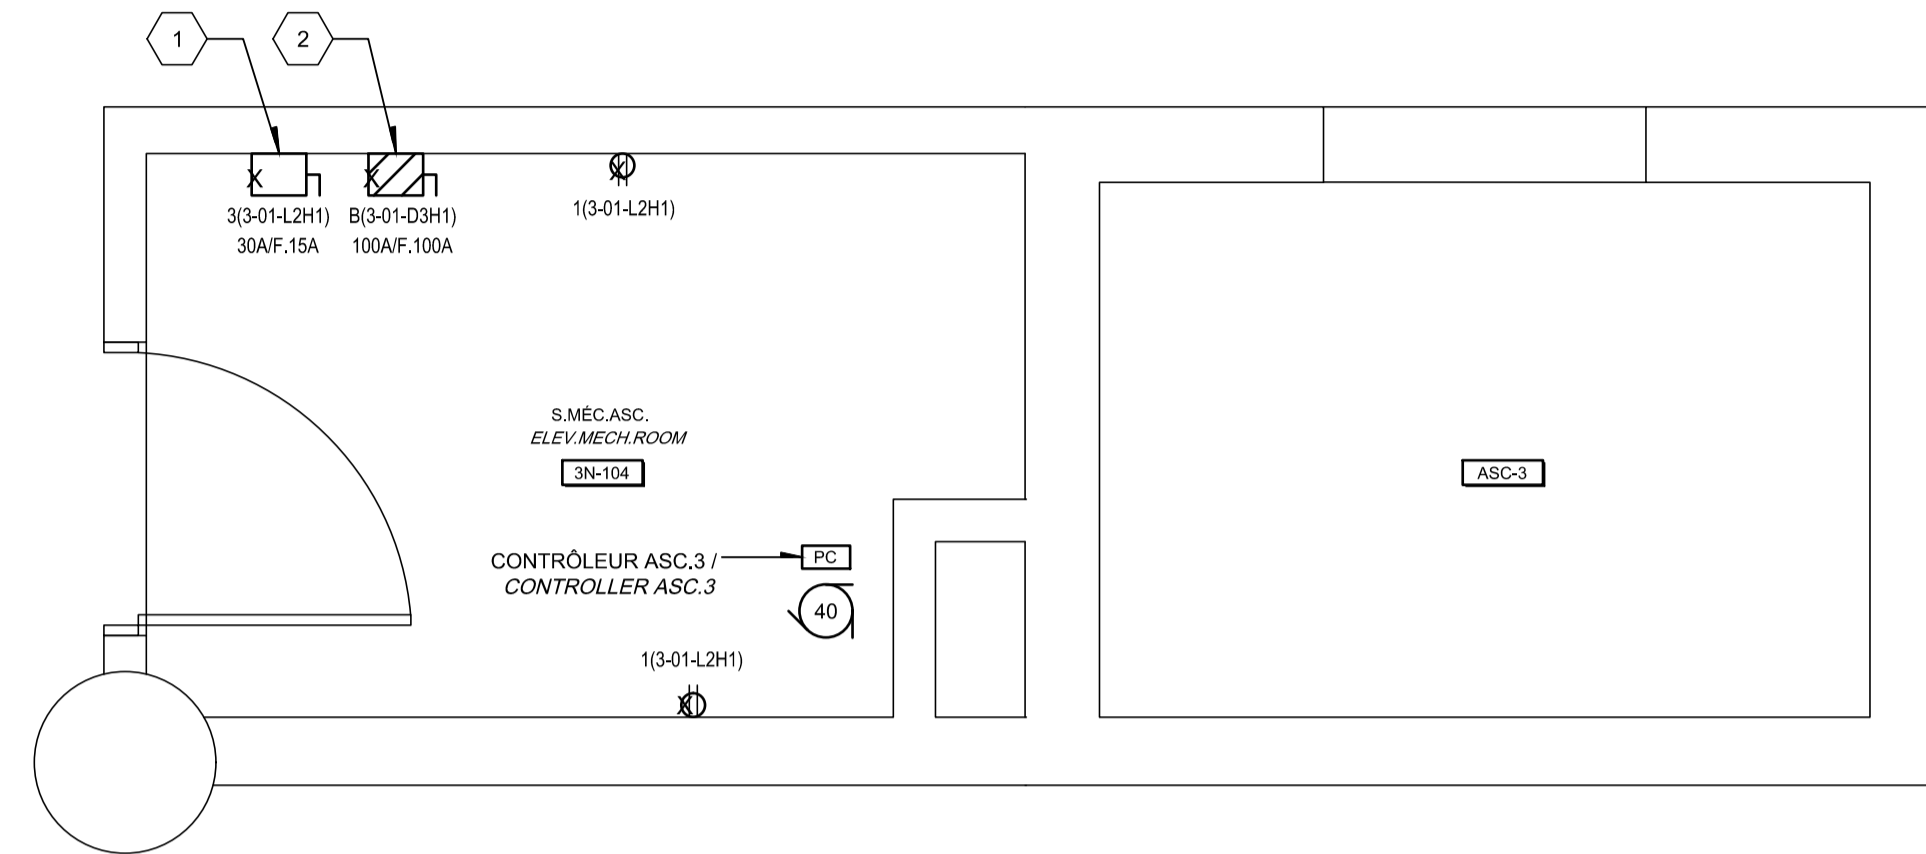 1
2
3(3-01-L2H1)
30A/F.15A
B(3-01-D3H1)
100A/F.100A
1(3-01-L2H1)
S.MÉC.ASC.
ELEV.MECH.ROOM
3N-104
ASC-3
CONTRÔLEUR ASC.3 /
CONTROLLER ASC.3
PC
40
1(3-01-L2H1)